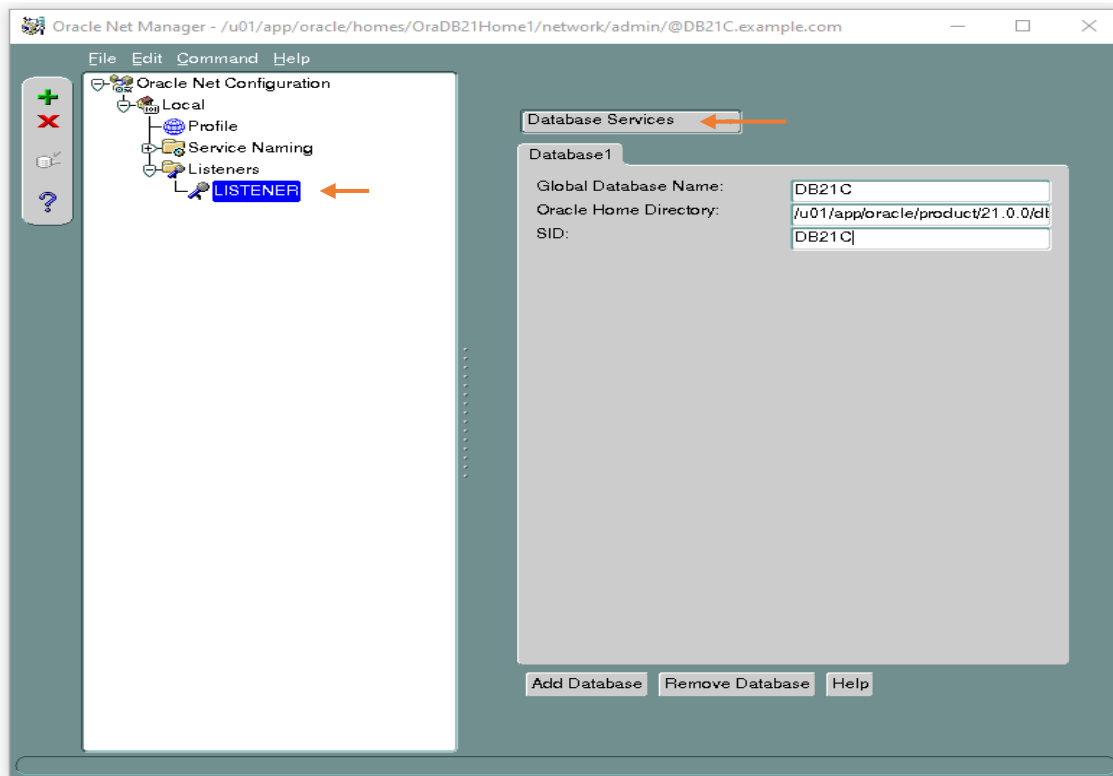 Oracle Net Manager - /u01/app/oracle/homes/OraDB21Home1/network/admin/@DB21C.example.com
File Edit Command Help
Oracle Net Configuration
Local
Profile
Service Naming
Listeners
LISTENER
Database Services
Database1
Global Database Name: DB21C
Oracle Home Directory: /u01/app/oracle/product/21.0.0/dt
SID: DB21C
Add Database Remove Database Help